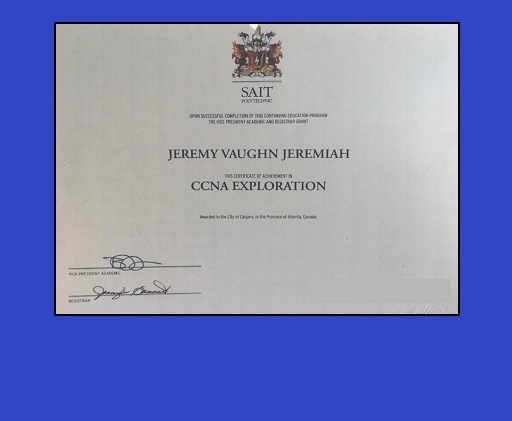 SAIT
POLYTECHNIC
UPON SUCCESSFUL COMPLETION OF THIS CONTINUING EDUCATION PROGRAM
THE VICE PRESIDENT ACADEMIC AND REGISTRAR GRANT
JEREMY VAUGHN JEREMIAH
THIS CERTIFICATE OF ACHIEVEMENT IN
CCNA EXPLORATION
Awarded in the City of Calgary, in the Province of Alberta, Canada
VICE PRESIDENT ACADEMIC
REGISTRAR